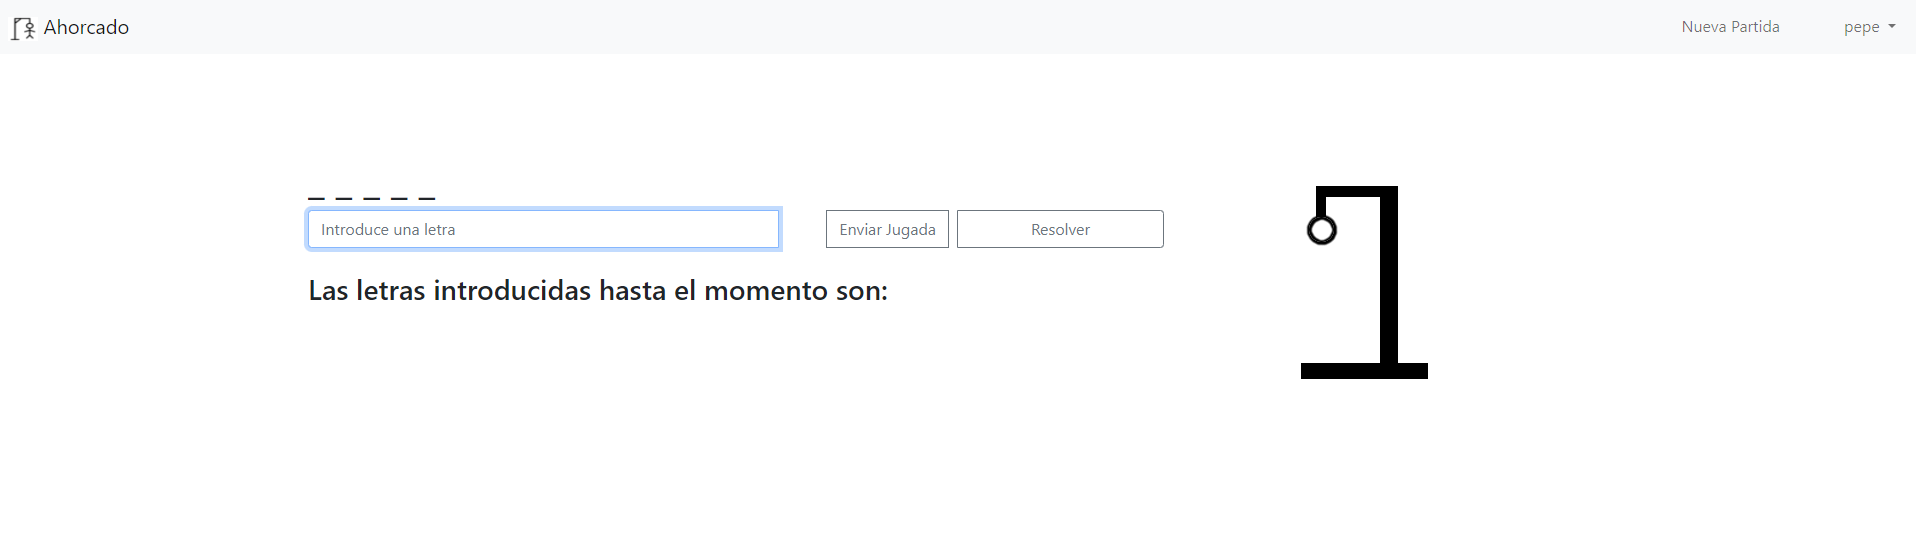 Ahorcado
Nueva Partida
pepe
_ _ _ _ _
Introduce una letra
Enviar Jugada
Resolver
Las letras introducidas hasta el momento son: